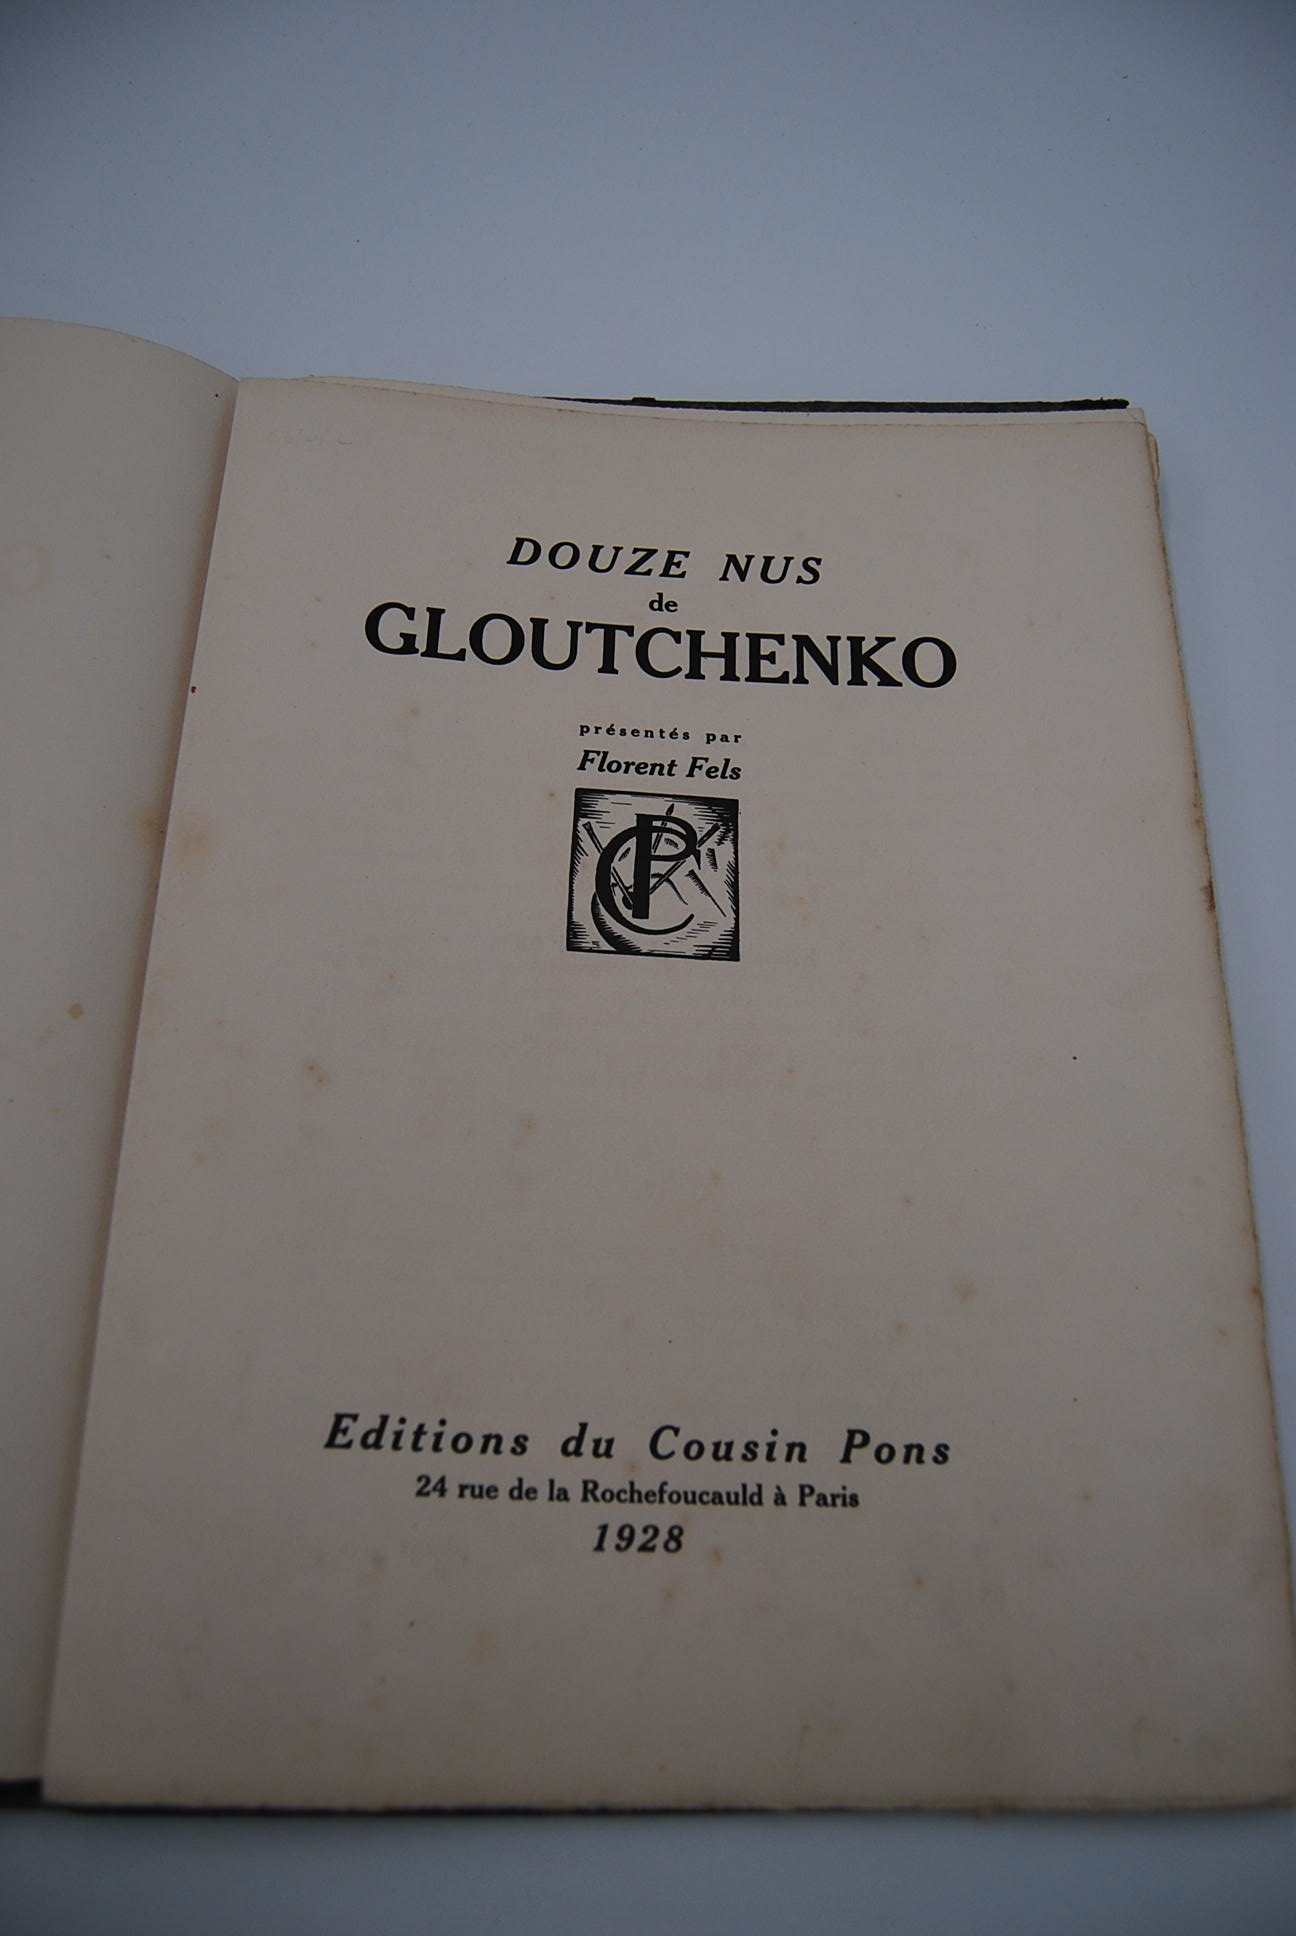 DOUZE NUS
de
GLOUTCHENKO
présentés par
Florent Fels
CP
Editions du Cousin Pons
24 rue de la Rochefoucauld à Paris
1928